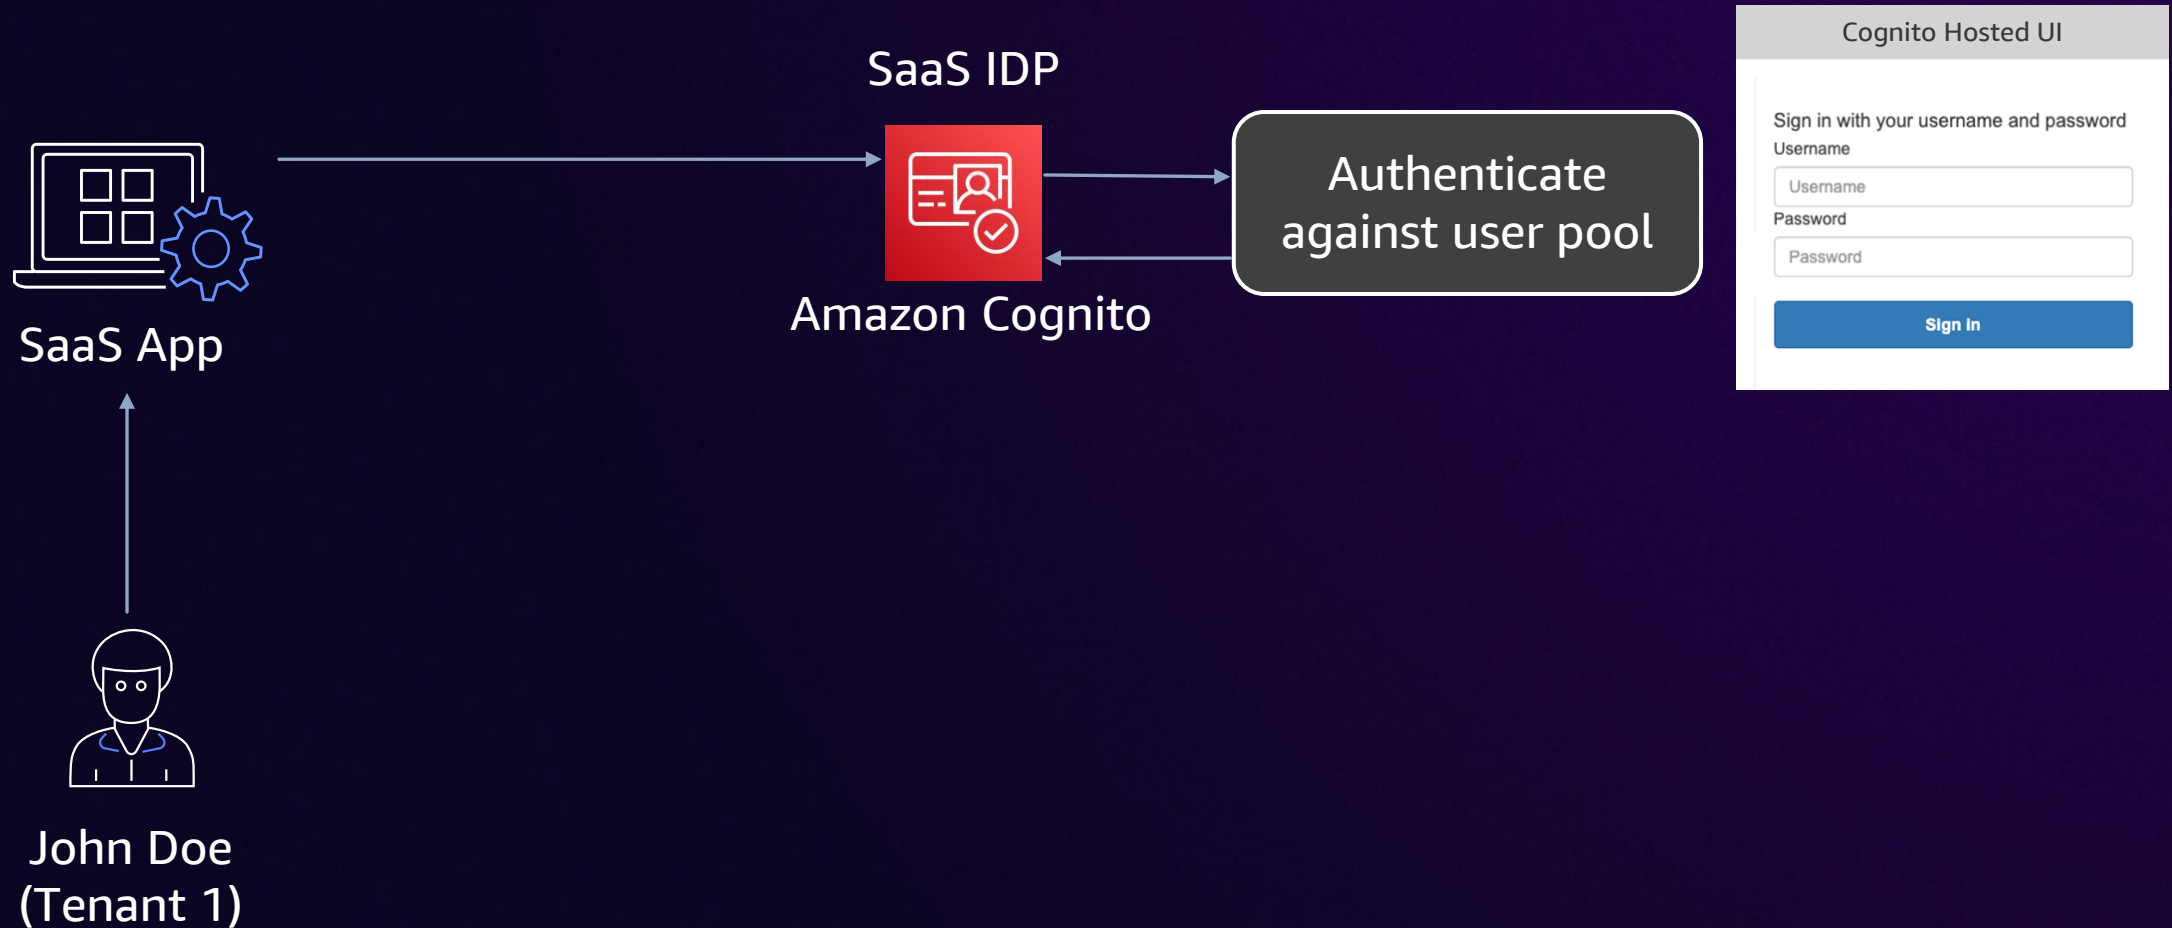 SaaS IDP
Amazon Cognito
SaaS App
John Doe
(Tenant 1)
Authenticate
against user pool
Cognito Hosted UI
Sign in with your username and password
Username
Username
Password
Password
Sign in